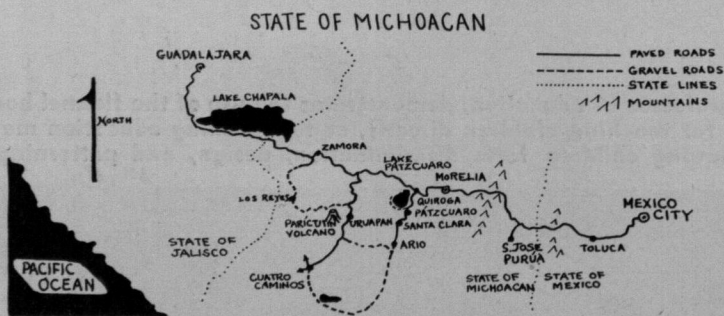 STATE OF MICHOACAN
GUADALAJARA
PAVED ROADS
GRAVEL ROADS
STATE LINES
MOUNTAINS
NORTH
LAKE CHAPALA
ZAMORA
LAKE
PATZCUARO
MORELIA
LOS REYES
QUIROGA
PÁTZCUARO
MEXICO
CITY
PARICUTIN
VOLCANO
URUAPAN
SANTA CLARA
STATE OF
JALISCO
ARIO
S. JOSE
PURÚA
TOLUCA
PACIFIC
OCEAN
CUATRO
CAMINOS
STATE OF
MICHOACAN
STATE OF
MEXICO